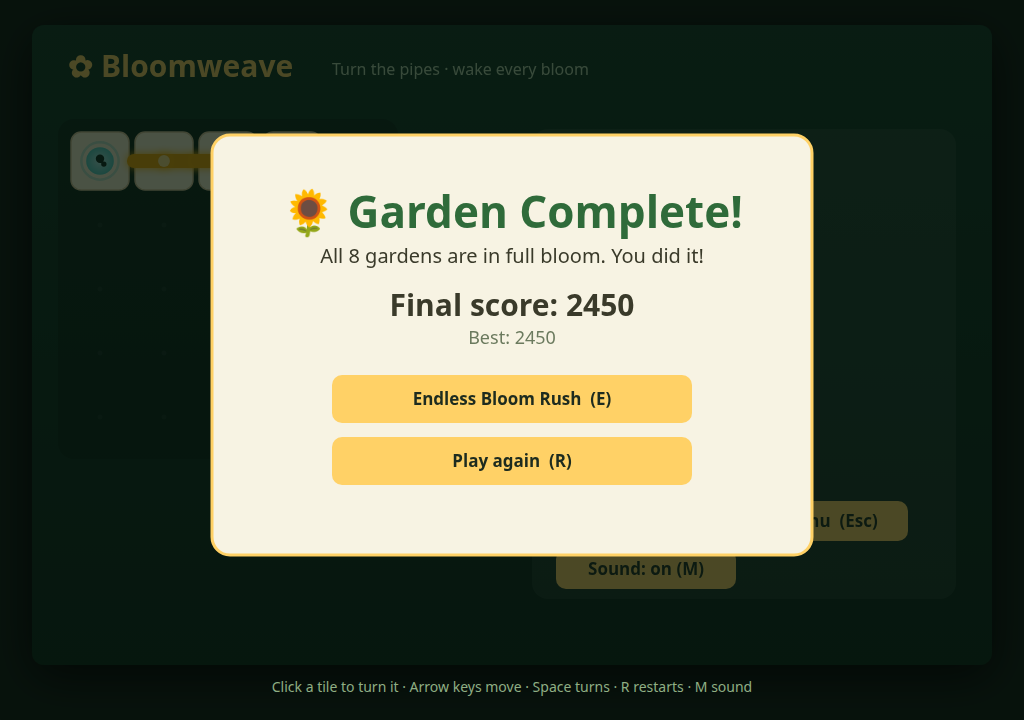 ✿ Bloomweave
Turn the pipes · wake every bloom
🌻 Garden Complete!
All 8 gardens are in full bloom. You did it!
Final score: 2450
Best: 2450
Endless Bloom Rush (E)
Play again (R)
(Esc)
Sound: on (M)
Click a tile to turn it · Arrow keys move · Space turns · R restarts · M sound